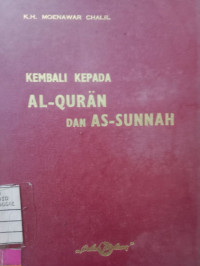 K.H. MOENAWAR CHALIL
KEMBALI KEPADA
AL-QURÄN
DAN AS-SUNNAH